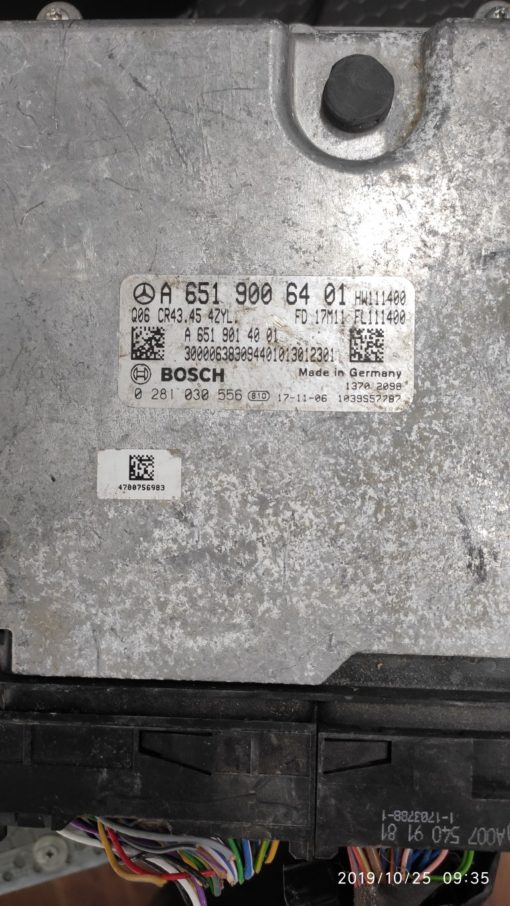 A 651 900 64 01 HW111400
Q06 CR43.45 4ZYL. FD 17M11 FL111400
A 651 901 40 01
300006383094401013012301
BOSCH Made in Germany
1370 2098
0 281 030 556 81D 17-11-06 1039S57787
4780756983
A007 540 91 81
1-1703788-1
2019/10/25 09:35